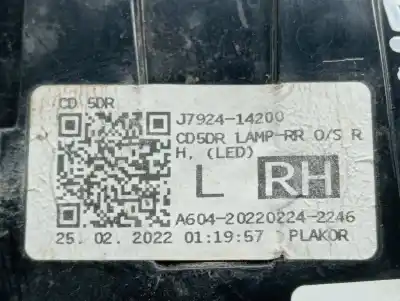 CD 5DR
J7924-14200
CD5DR LAMP-RR O/S R
H, (LED)
L RH
A604-20220224-2246
25. 02. 2022 01:19:57 PLAKOR